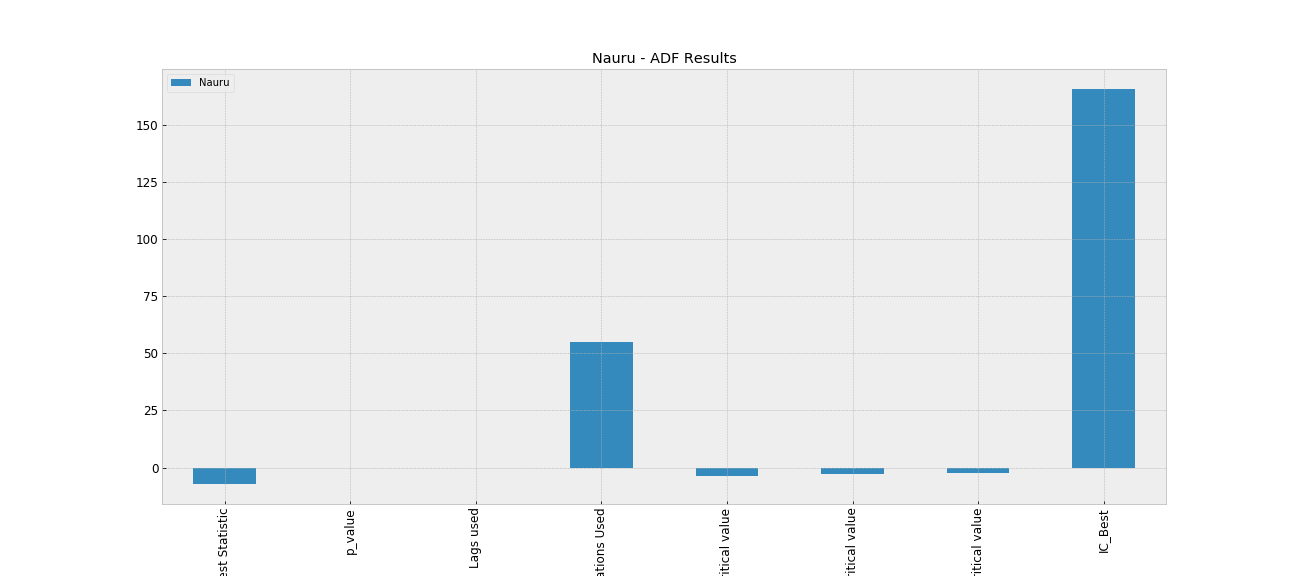 Nauru - ADF Results
Nauru
150
125
100
75
50
25
0
est Statistic
p_value
Lags used
ations Used
ritical value
ritical value
ritical value
IC_Best